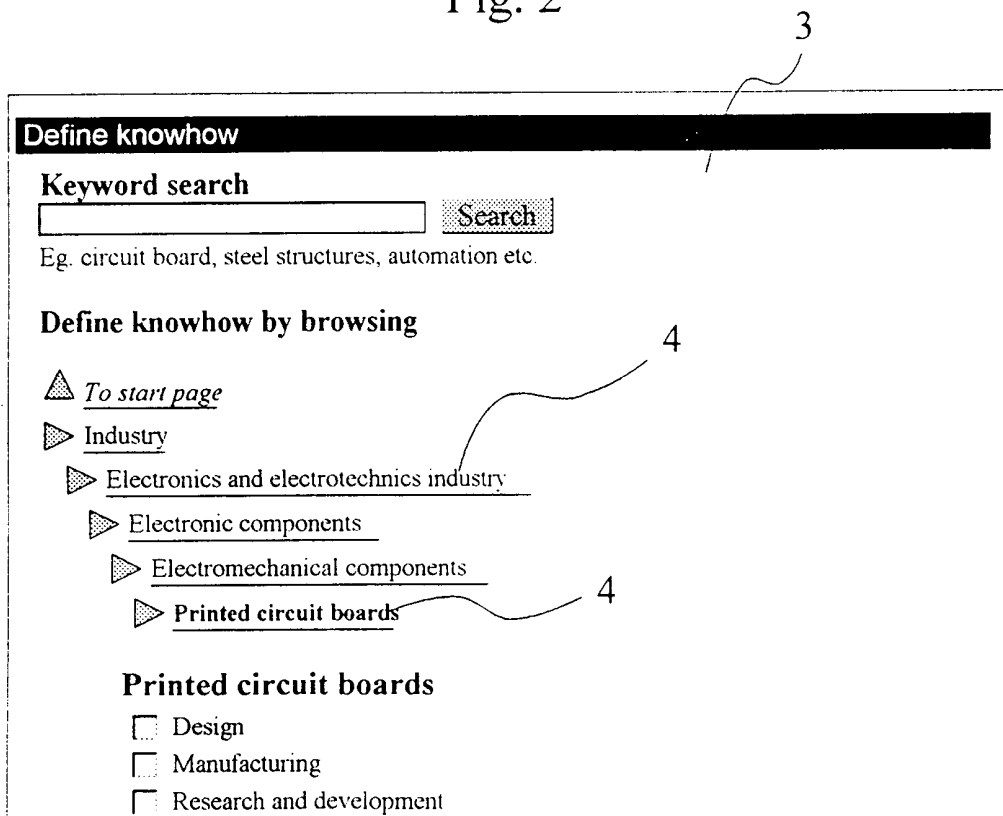 Fig. 2
3
Define knowhow
Keyword search
Search
Eg. circuit board, steel structures, automation etc.
Define knowhow by browsing
4
To start page
Industry
Electronics and electrotechnics industry
Electronic components
Electromechanical components
Printed circuit boards
4
Printed circuit boards
Design
Manufacturing
Research and development